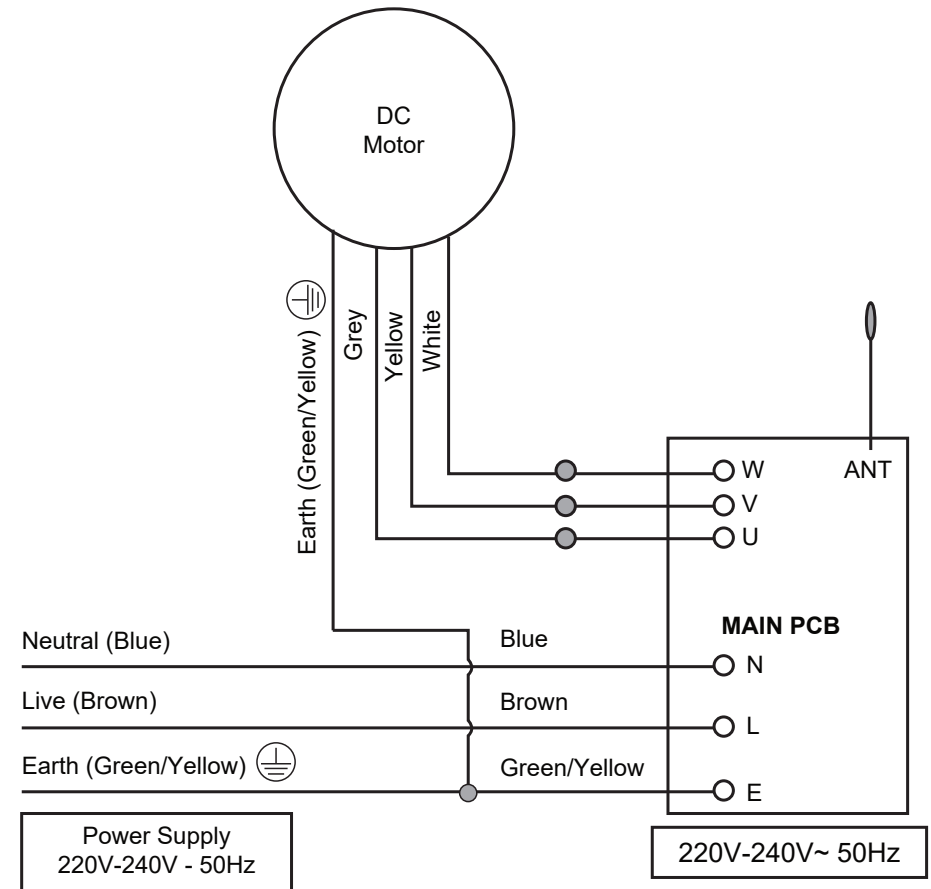 DC
Motor
Earth (Green/Yellow)
Grey
Yellow
White
W
ANT
V
U
MAIN PCB
Neutral (Blue)
Blue
N
Live (Brown)
Brown
L
Earth (Green/Yellow)
Green/Yellow
E
Power Supply
220V-240V - 50Hz
220V-240V~ 50Hz